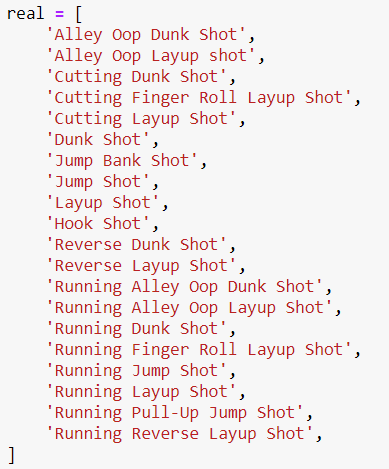 real = [
    'Alley Oop Dunk Shot',
    'Alley Oop Layup shot',
    'Cutting Dunk Shot',
    'Cutting Finger Roll Layup Shot',
    'Cutting Layup Shot',
    'Dunk Shot',
    'Jump Bank Shot',
    'Jump Shot',
    'Layup Shot',
    'Hook Shot',
    'Reverse Dunk Shot',
    'Reverse Layup Shot',
    'Running Alley Oop Dunk Shot',
    'Running Alley Oop Layup Shot',
    'Running Dunk Shot',
    'Running Finger Roll Layup Shot',
    'Running Jump Shot',
    'Running Layup Shot',
    'Running Pull-Up Jump Shot',
    'Running Reverse Layup Shot',
]